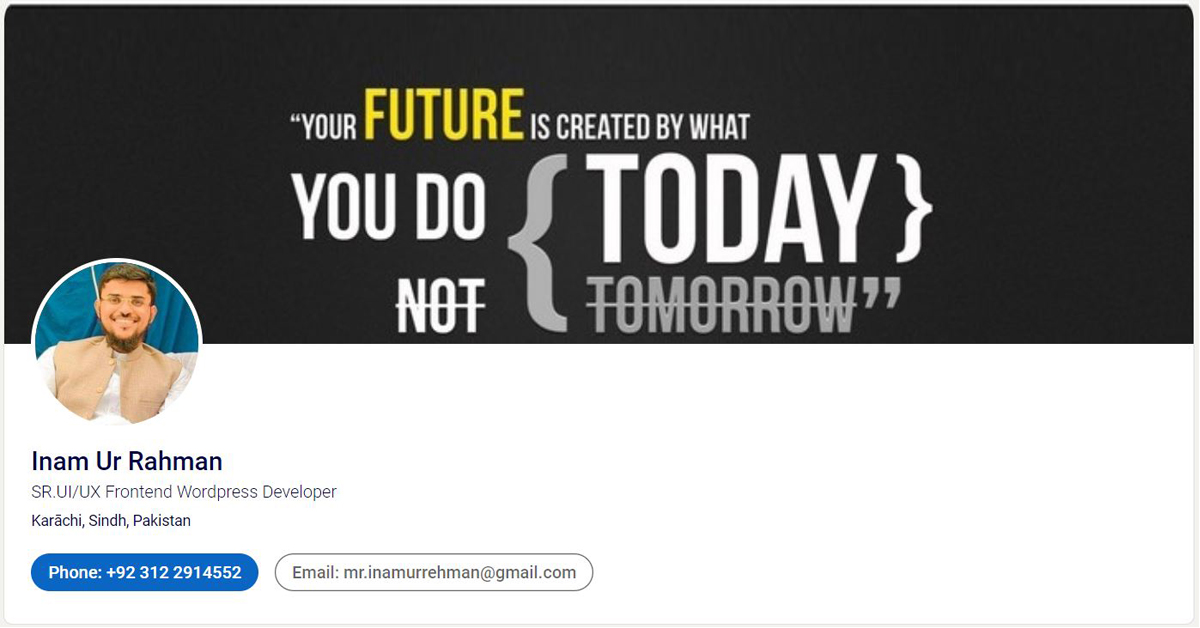 “YOUR FUTURE IS CREATED BY WHAT
YOU DO { TODAY }
NOT TOMORROW”
Inam Ur Rahman
SR.UI/UX Frontend Wordpress Developer
Karāchi, Sindh, Pakistan
Phone: +92 312 2914552
Email: mr.inamurrehman@gmail.com